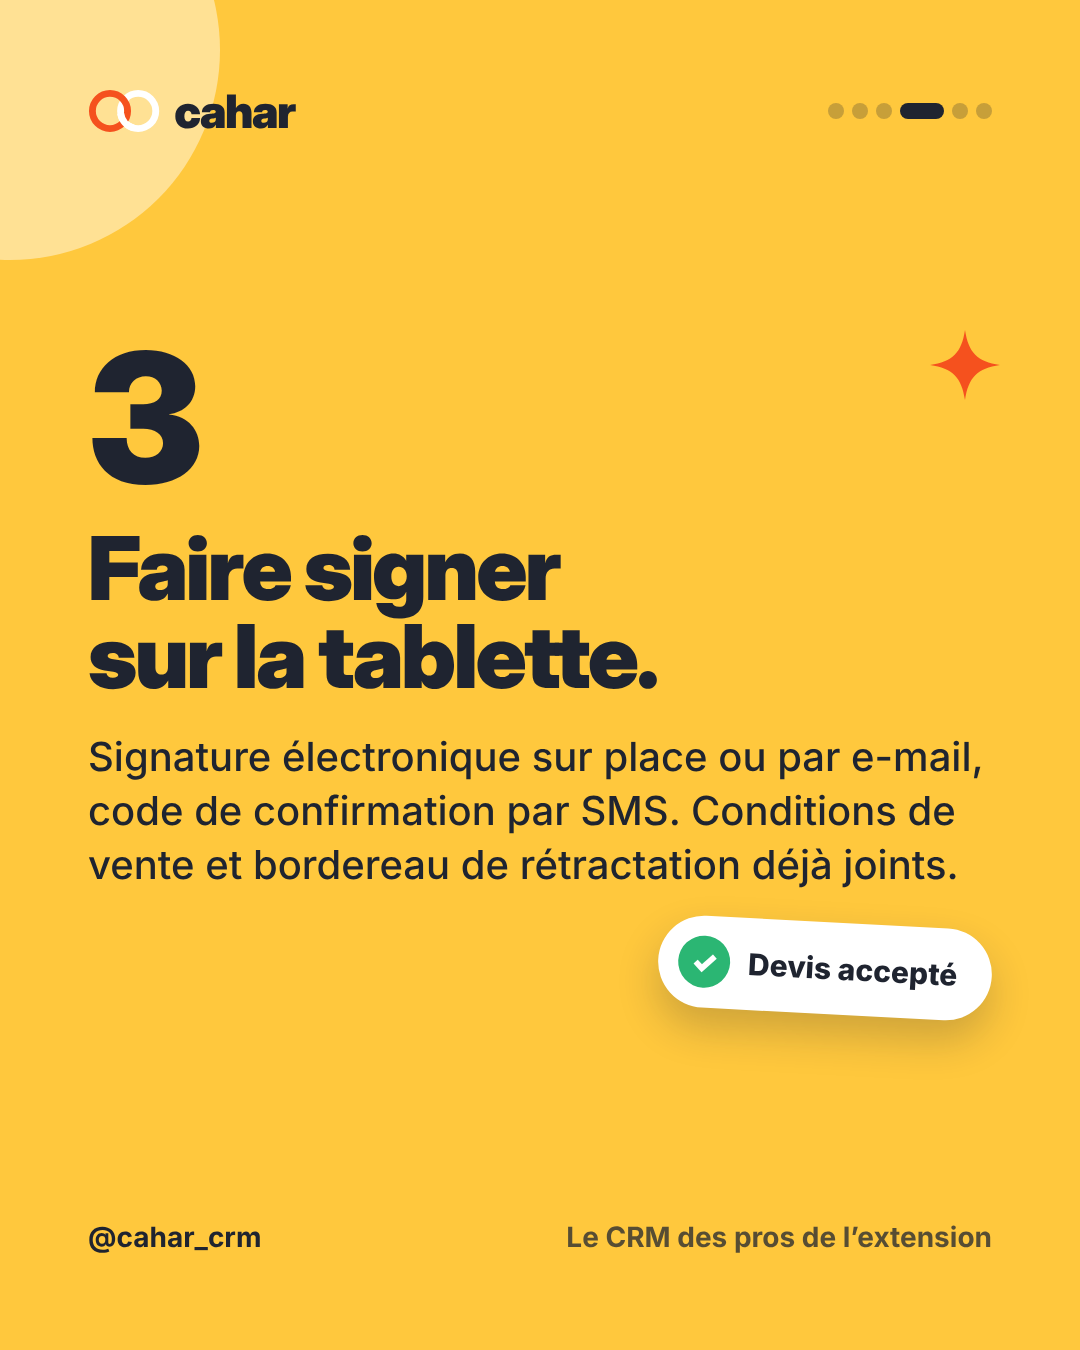 cahar
3
Faire signer
sur la tablette.
Signature électronique sur place ou par e-mail,
code de confirmation par SMS. Conditions de
vente et bordereau de rétractation déjà joints.
Devis accepté
@cahar_crm
Le CRM des pros de l’extension